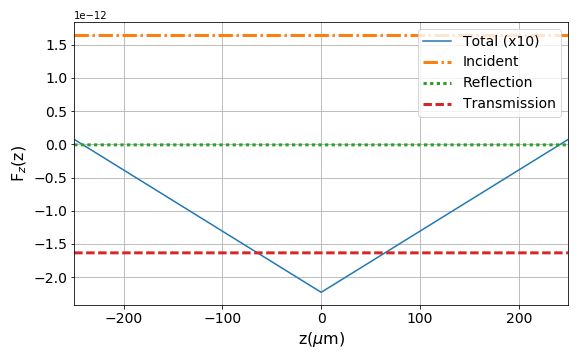 1e−12
Total (x10)
Incident
Reflection
Transmission
1.5
1.0
0.5
0.0
−0.5
−1.0
−1.5
−2.0
F_z(z)
−200
−100
0
100
200
z(μm)